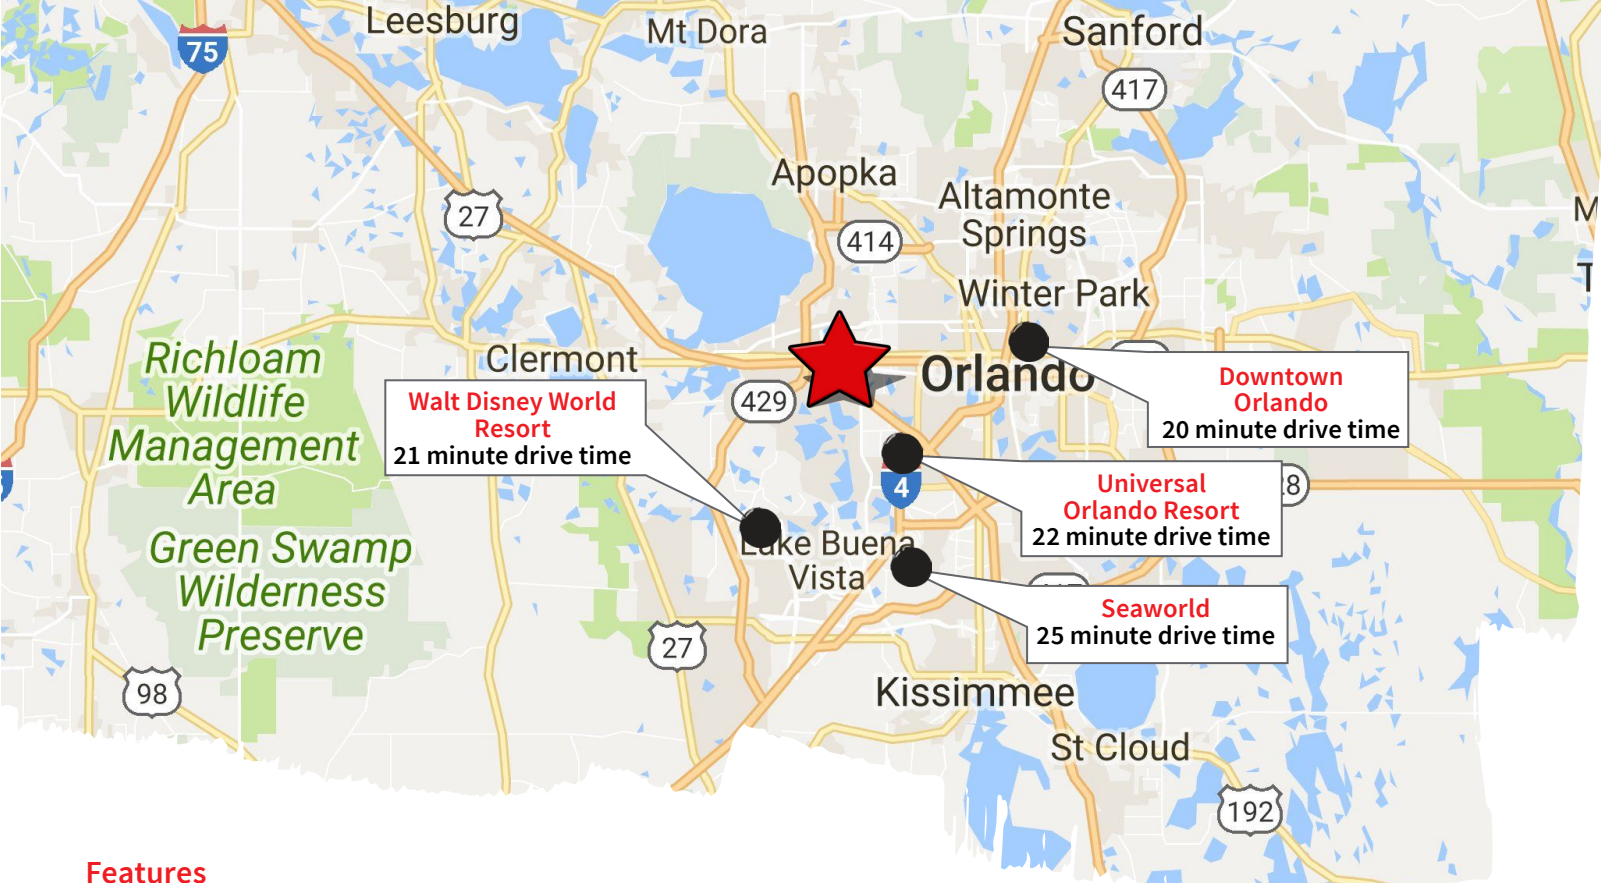 Leesburg
Mt Dora
Sanford
75
417
Apopka
Altamonte
Springs
27
414
M
T
Winter Park
Richloam
Wildlife
Management
Area
Clermont
Orlando
429
Walt Disney World
Resort
21 minute drive time
Downtown
Orlando
20 minute drive time
4
Universal
Orlando Resort
22 minute drive time
8
Green Swamp
Wilderness
Preserve
Lake Buena
Vista
Seaworld
25 minute drive time
27
98
Kissimmee
St Cloud
192
Features